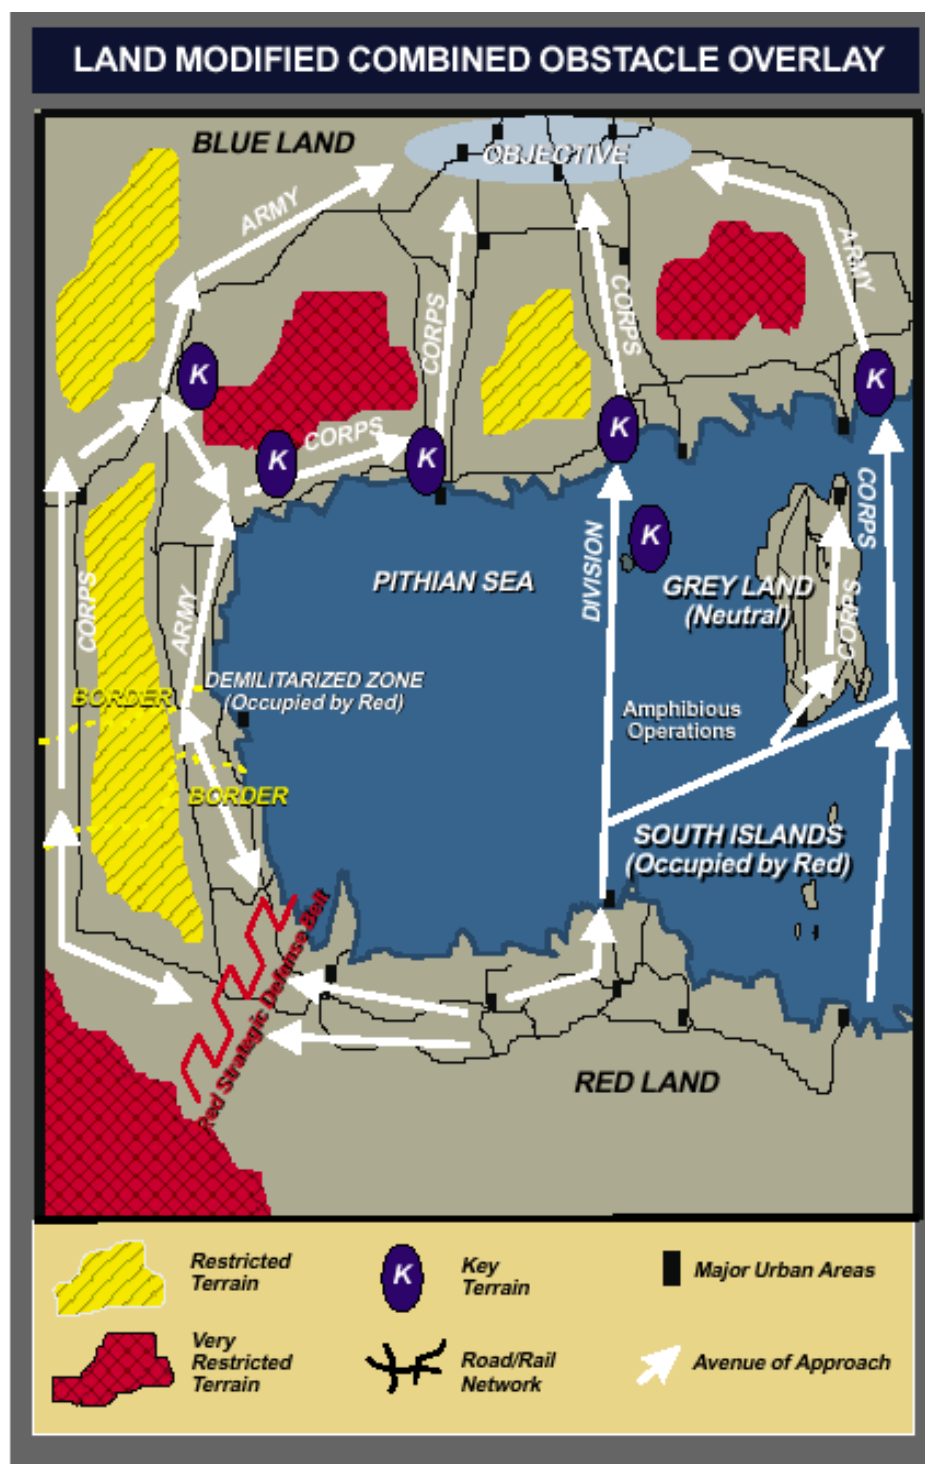 LAND MODIFIED COMBINED OBSTACLE OVERLAY
BLUE LAND
OBJECTIVE
ARMY
ARMY
CORPS
CORPS
K
K
CORPS
K
K
K
K
CORPS
DIVISION
PITHIAN SEA
GREY LAND
(Neutral)
CORPS
CORPS
ARMY
DEMILITARIZED ZONE
(Occupied by Red)
BORDER
Amphibious
Operations
BORDER
SOUTH ISLANDS
(Occupied by Red)
Red Strategic Defense Belt
RED LAND
Restricted
Terrain
K
Key
Terrain
Major Urban Areas
Very
Restricted
Terrain
Road/Rail
Network
Avenue of Approach